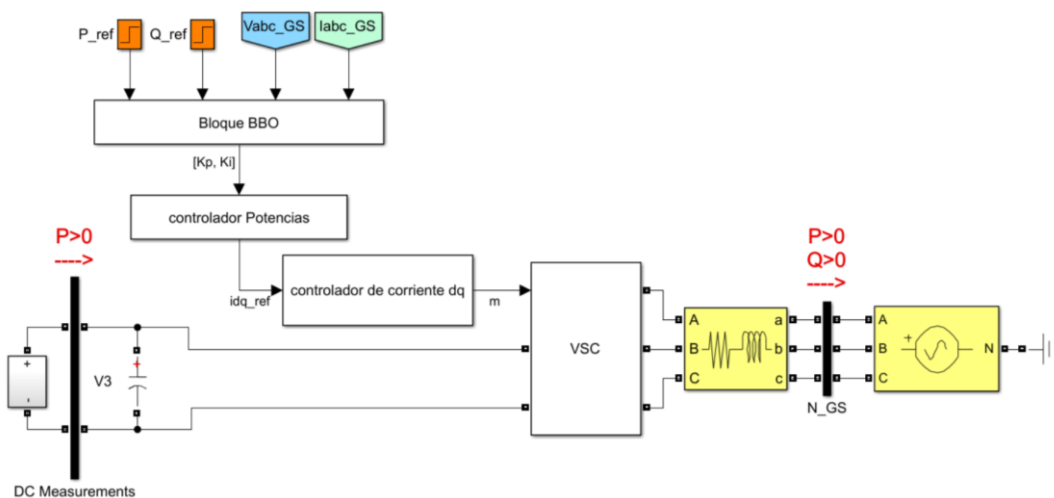 P_ref
Q_ref
Vabc_GS
Iabc_GS
Bloque BBO
[Kp, Ki]
controlador Potencias
P>0
---->
idq_ref
controlador de corriente dq
m
VSC
P>0
Q>0
---->
A
B
C
a
b
c
A
B
C
+
N
N_GS
+
-
V3
+
DC Measurements